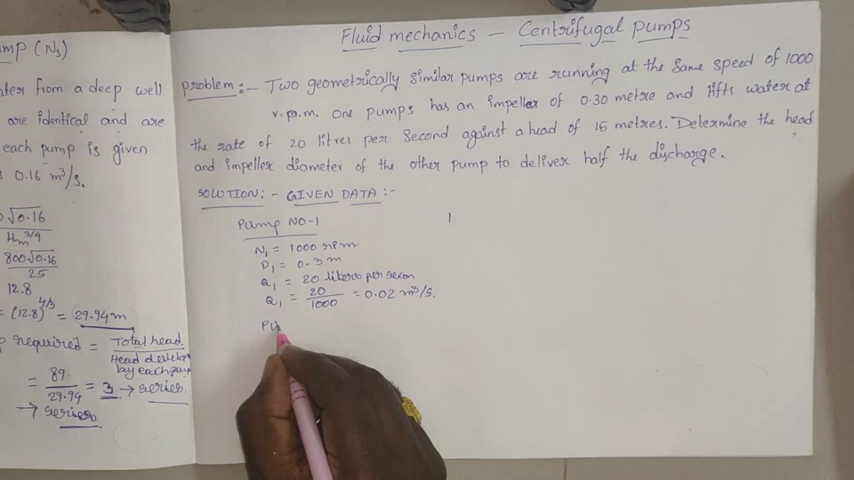 ump (Ns)
ater from a deep well
are identical and are
each pump is given
0.16 m³/s.
√0.16
Hm^3/4
800√0.16
25
12.8
= (12.8)^4/3 = 29.94m
required = Total head
Head develop
by each pump
= 89 / 29.94 = 3 → series.
→ series
Fluid mechanics - Centrifugal pumps
problem:- Two geometrically similar pumps are running at the same speed of 1000
r.p.m. One pumps has an impeller of 0.30 metre and lifts water at
the rate of 20 litres per second against a head of 15 metres. Determine the head
and impeller diameter of the other pump to deliver half the discharge.
SOLUTION:- GIVEN DATA:-
Pump NO-1
N₁ = 1000 rpm.
D₁ = 0.3 m
Q₁ = 20 liters per secon
Q₁ = 20 / 1000 = 0.02 m³/s.
Pu